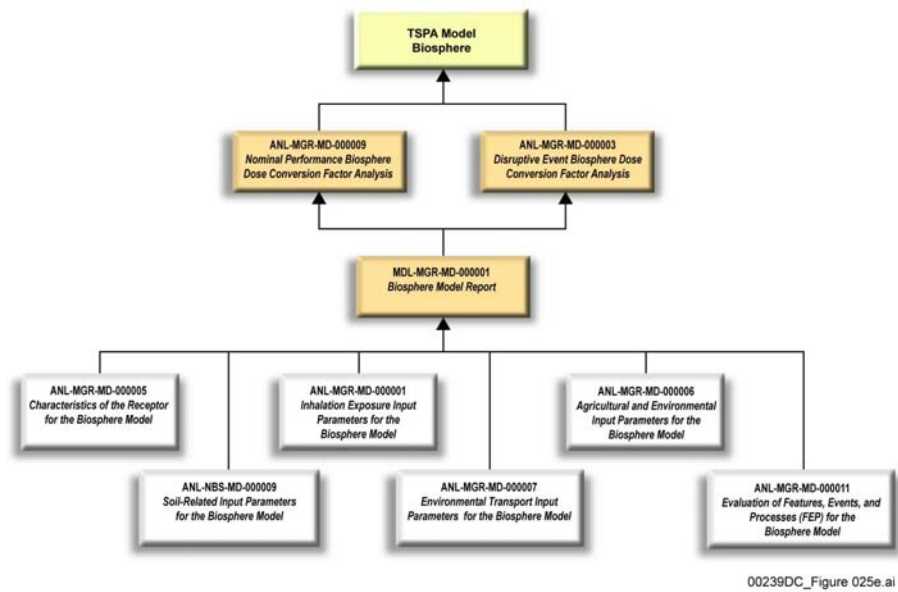 TSPA Model
Biosphere
ANL-MGR-MD-000009
Nominal Performance Biosphere
Dose Conversion Factor Analysis
ANL-MGR-MD-000003
Disruptive Event Biosphere Dose
Conversion Factor Analysis
MDL-MGR-MD-000001
Biosphere Model Report
ANL-MGR-MD-000005
Characteristics of the Receptor
for the Biosphere Model
ANL-MGR-MD-000001
Inhalation Exposure Input
Parameters for the
Biosphere Model
ANL-MGR-MD-000006
Agricultural and Environmental
Input Parameters for the
Biosphere Model
ANL-NBS-MD-000009
Soil-Related Input Parameters
for the Biosphere Model
ANL-MGR-MD-000007
Environmental Transport Input
Parameters for the Biosphere Model
ANL-MGR-MD-000011
Evaluation of Features, Events, and
Processes (FEP) for the
Biosphere Model
00239DC_Figure 025e.ai